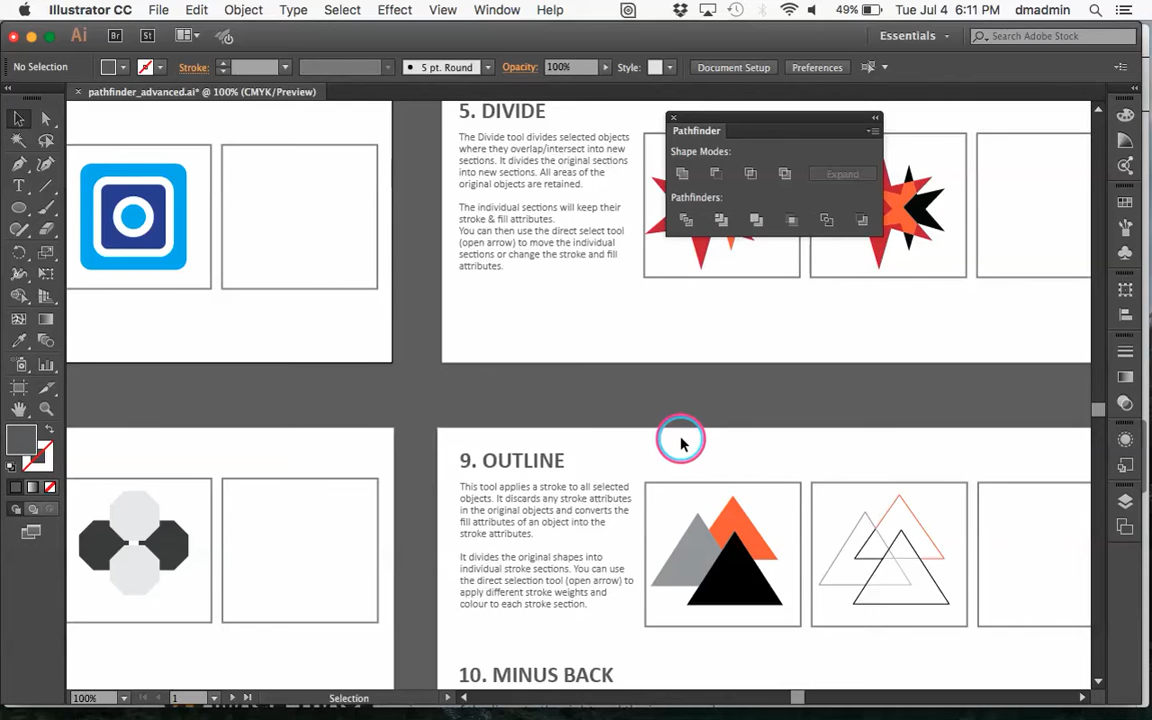 Illustrator CC File Edit Object Type Select Effect View Window Help 49% Tue Jul 4 6:11 PM dmadmin
Ai Br St Essentials Search Adobe Stock
No Selection Stroke: 5 pt. Round Opacity: 100% Style: Document Setup Preferences
pathfinder_advanced.ai* @ 100% (CMYK/Preview)
5. DIVIDE
The Divide tool divides selected objects
where they overlap/intersect into new
sections. It divides the original sections
into new sections. All areas of the
original objects are retained.
The individual sections will keep their
stroke & fill attributes.
You can then use the direct select tool
(open arrow) to move the individual
sections or change the stroke and fill
attributes.
Pathfinder
Shape Modes:
Expand
Pathfinders:
9. OUTLINE
This tool applies a stroke to all selected
objects. It discards any stroke attributes
in the original objects and converts the
fill attributes of an object into the
stroke attributes.
It divides the original shapes into
individual stroke sections. You can use
the direct selection tool (open arrow) to
apply different stroke weights and
colour to each stroke section.
10. MINUS BACK
100% 1 Selection